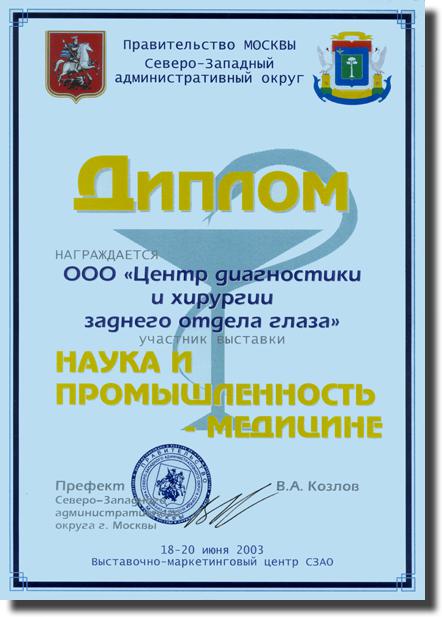 Правительство МОСКВЫ
Северо-Западный
административный округ
ДИПЛОМ
НАГРАЖДАЕТСЯ
ООО «Центр диагностики
и хирургии
заднего отдела глаза»
участник выставки
НАУКА И
ПРОМЫШЛЕННОСТЬ
- МЕДИЦИНЕ
Префект
В.А. Козлов
Северо-Западного
административного
округа г. Москвы
18-20 июня 2003
Выставочно-маркетинговый центр СЗАО